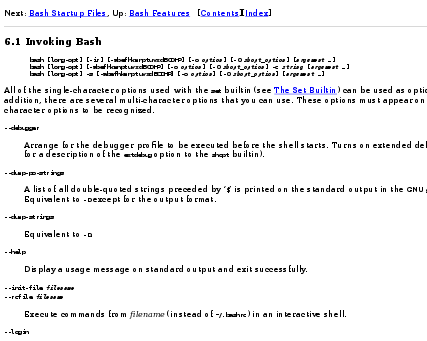 Next: Bash Startup Files, Up: Bash Features [Contents][Index]
6.1 Invoking Bash
bash [long-opt] [-ir] [-abefhkmnptuvxdBCDHP] [-o option] [-O shopt_option] [argument …]
bash [long-opt] [-abefhkmnptuvxdBCDHP] [-o option] [-O shopt_option] -c string [argument …]
bash [long-opt] -s [-abefhkmnptuvxdBCDHP] [-o option] [-O shopt_option] [argument …]
All of the single-character options used with the set builtin (see The Set Builtin) can be used as
addition, there are several multi-character options that you can use. These options must appear on
character options to be recognised.
--debugger
Arrange for the debugger profile to be executed before the shell starts. Turns on extended
for a description of the extdebug option to the shopt builtin).
--dump-po-strings
A list of all double-quoted strings preceded by ‘$’ is printed on the standard output in the GNU
Equivalent to -D except for the output format.
--dump-strings
Equivalent to -D
--help
Display a usage message on standard output and exit successfully.
--init-file filename
--rcfile filename
Execute commands from filename (instead of ~/.bashrc) in an interactive shell.
--login